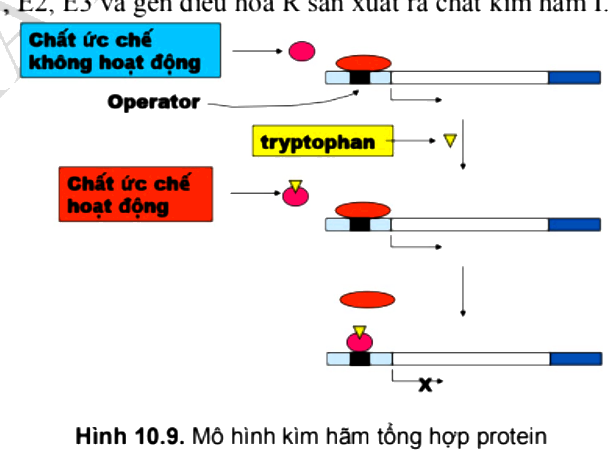 , E2, E3 và gen điều hoà R sản xuất ra chất kìm hãm I.
Chất ức chế
không hoạt động
Operator
tryptophan
Chất ức chế
hoạt động
X
Hình 10.9. Mô hình kìm hãm tổng hợp protein